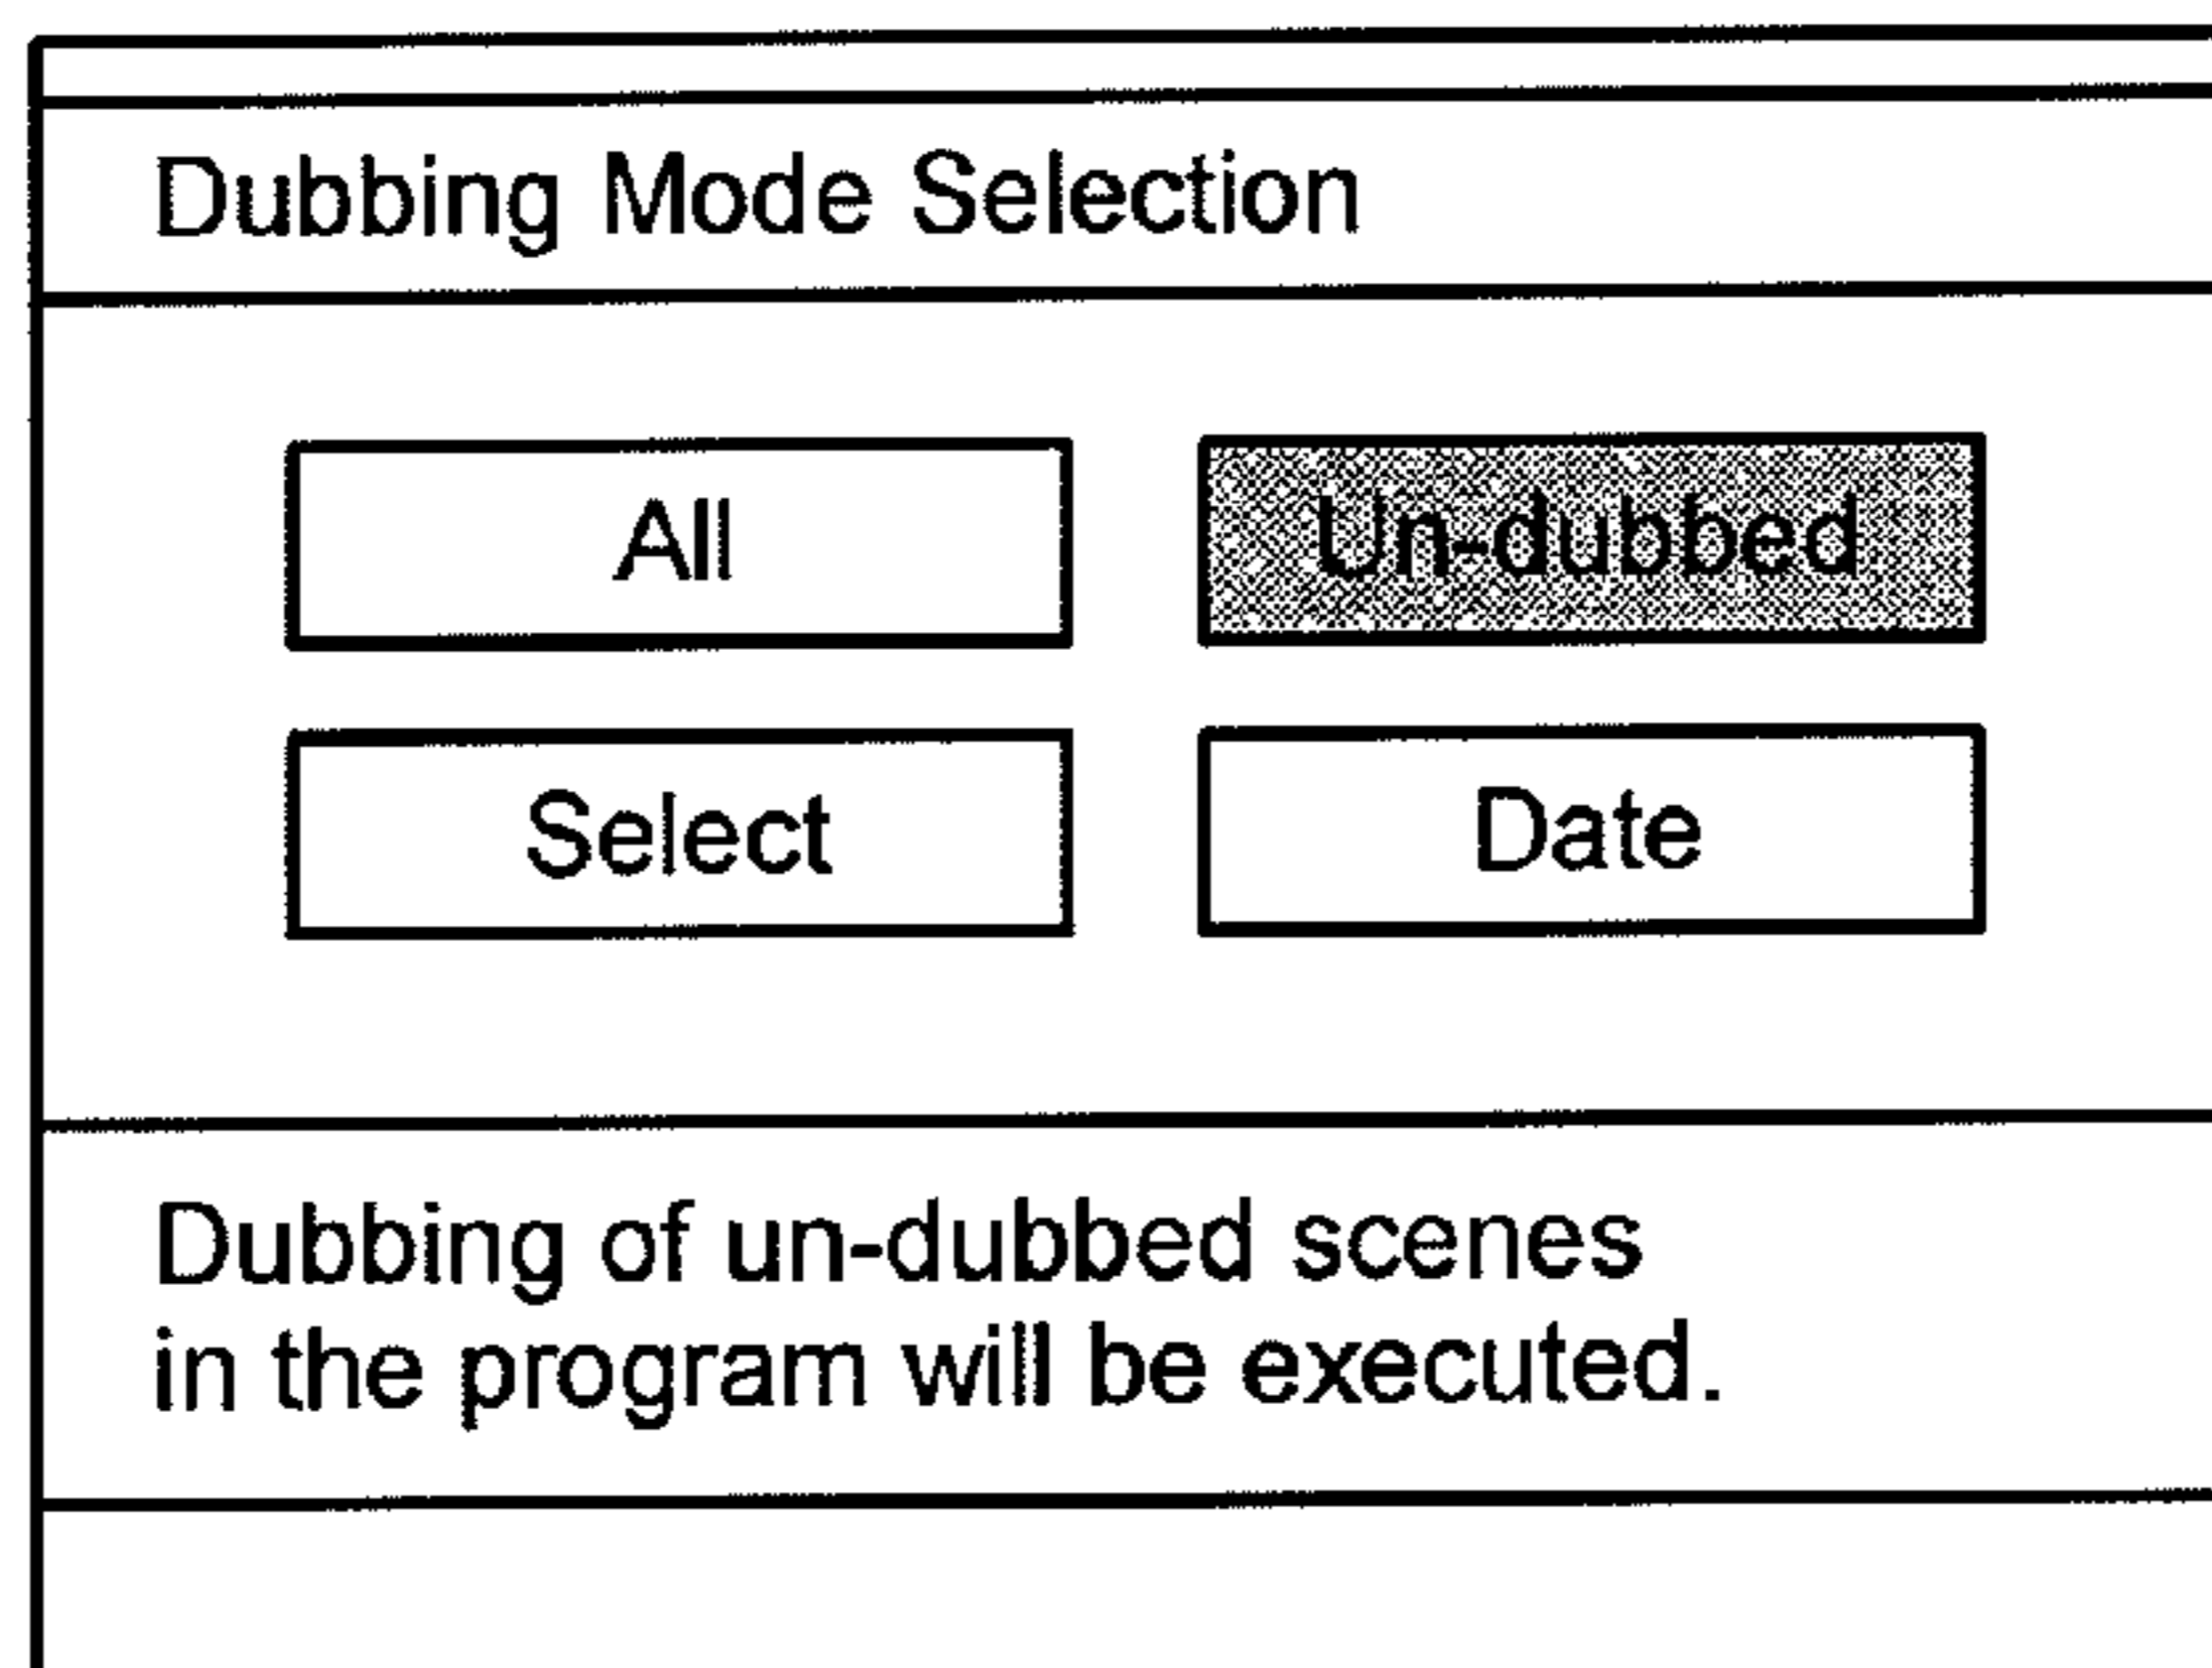 Dubbing Mode Selection
All
Un-dubbed
Select
Date
Dubbing of un-dubbed scenes
in the program will be executed.